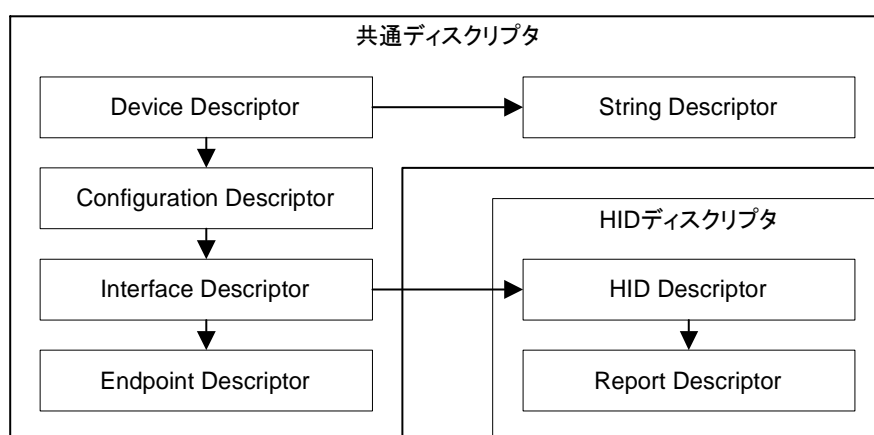 共通ディスクリプタ
Device Descriptor
String Descriptor
Configuration Descriptor
HIDディスクリプタ
Interface Descriptor
HID Descriptor
Endpoint Descriptor
Report Descriptor